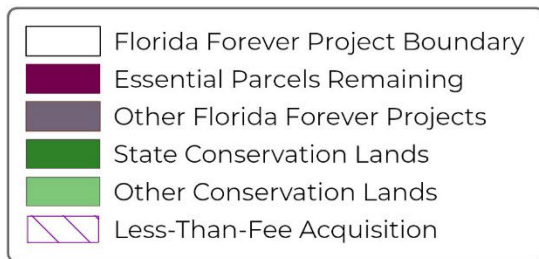 Florida Forever Project Boundary
Essential Parcels Remaining
Other Florida Forever Projects
State Conservation Lands
Other Conservation Lands
Less-Than-Fee Acquisition